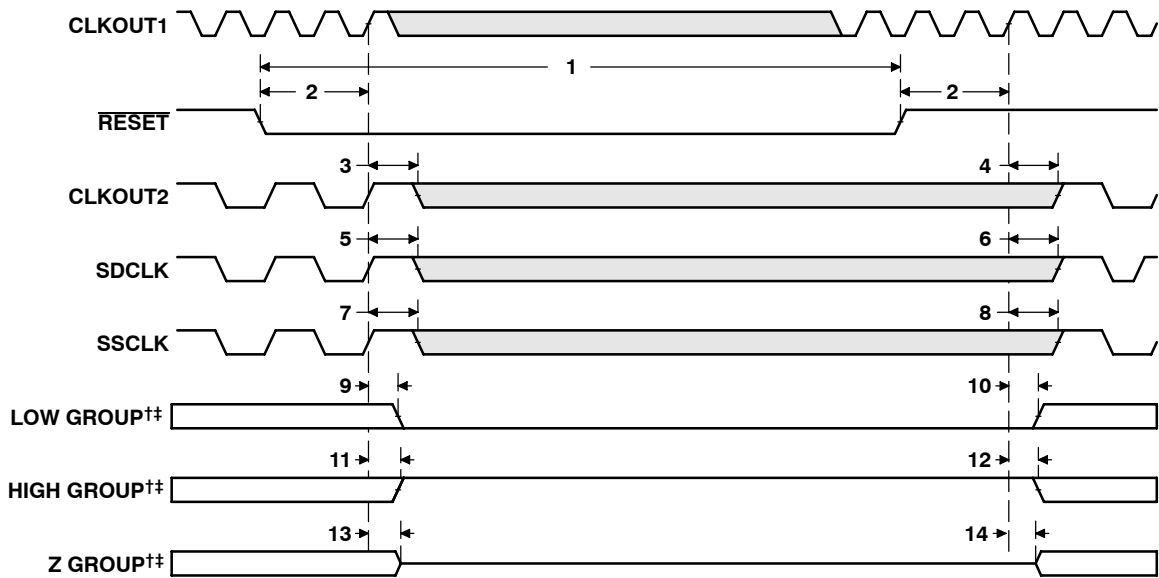 CLKOUT1
1
2 2
RESET
3 4
CLKOUT2
5 6
SDCLK
7 8
SSCLK
9 10
LOW GROUP†‡
11 12
HIGH GROUP†‡
13 14
Z GROUP†‡